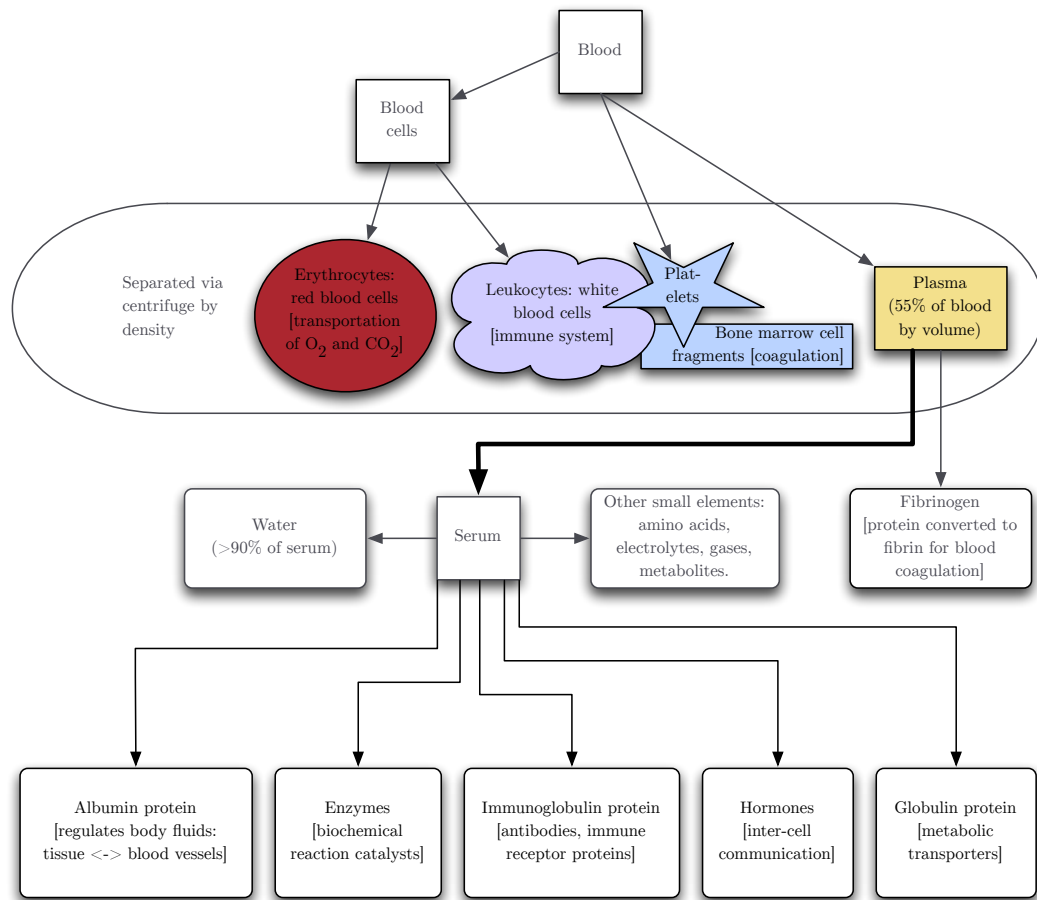 Blood
Blood
cells
Separated via
centrifuge by
density
Erythrocytes:
red blood cells
[transportation
of O2 and CO2]
Leukocytes: white
blood cells
[immune system]
Plat-
elets
Bone marrow cell
fragments [coagulation]
Plasma
(55% of blood
by volume)
Water
(>90% of serum)
Serum
Other small elements:
amino acids,
electrolytes, gases,
metabolites.
Fibrinogen
[protein converted to
fibrin for blood
coagulation]
Albumin protein
[regulates body fluids:
tissue <-> blood vessels]
Enzymes
[biochemical
reaction catalysts]
Immunoglobulin protein
[antibodies, immune
receptor proteins]
Hormones
[inter-cell
communication]
Globulin protein
[metabolic
transporters]